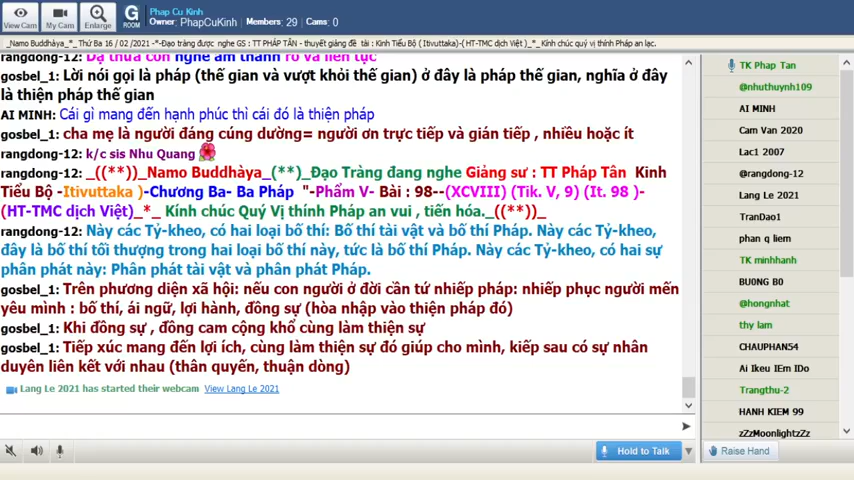 View Cam
My Cam
Enlarge
G
ROOM
Phap Cu Kinh
Owner: PhapCuKinh Members: 29 Cams: 0
_Namo Buddhàya_*_ Thứ Ba 16 / 02 /2021 -*-Đạo tràng được nghe GS : TT PHÁP TÂN - thuyết giảng đề tài : Kinh Tiểu Bộ ( Itivuttaka)-( HT-TMC dịch Việt )_*_ Kính chúc quý vị thính Pháp an lạc.
rangdong-12: Dạ thưa con nghe âm thanh rõ và liên tục
gosbel_1: Lời nói gọi là pháp (thế gian và vượt khỏi thế gian) ở đây là pháp thế gian, nghĩa ở đây
là thiện pháp thế gian
AI MINH: Cái gì mang đến hạnh phúc thì cái đó là thiện pháp
gosbel_1: cha mẹ là người đáng cúng dường= người ơn trực tiếp và gián tiếp , nhiều hoặc ít
rangdong-12: k/c sis Nhu Quang
rangdong-12: _((**))_Namo Buddhàya_(**)_Đạo Tràng đang nghe Giảng sư : TT Pháp Tân Kinh
Tiểu Bộ -Itivuttaka )-Chương Ba- Ba Pháp "-Phẩm V- Bài : 98--(XCVIII) (Tik. V, 9) (It. 98 )-
(HT-TMC dịch Việt)_*_ Kính chúc Quý Vị thính Pháp an vui , tiến hóa._((**))_
rangdong-12: Này các Tỷ-kheo, có hai loại bố thí: Bố thí tài vật và bố thí Pháp. Này các Tỷ-kheo,
đây là bố thí tối thượng trong hai loại bố thí này, tức là bố thí Pháp. Này các Tỷ-kheo, có hai sự
phân phát này: Phân phát tài vật và phân phát Pháp.
gosbel_1: Trên phương diện xã hội: nếu con người ở đời cần tứ nhiếp pháp: nhiếp phục người mến
yêu mình : bố thí, ái ngữ, lợi hành, đồng sự (hòa nhập vào thiện pháp đó)
gosbel_1: Khi đồng sự , đồng cam cộng khổ cùng làm thiện sự
gosbel_1: Tiếp xúc mang đến lợi ích, cùng làm thiện sự đó giúp cho mình, kiếp sau có sự nhân
duyên liên kết với nhau (thân quyến, thuận dòng)
Lang Le 2021 has started their webcam View Lang Le 2021
Hold to Talk
Raise Hand
TK Phap Tan
@nhuthuynh109
AI MINH
Cam Van 2020
Lac1 2007
@rangdong-12
Lang Le 2021
TranDao1
phan q liem
TK minhhanh
BUONG B0
@hongnhat
thy lam
CHAUPHAN54
Ai Ikeu IEm IDo
Trangthu-2
HANH KIEM 99
zZzMoonlightzZz